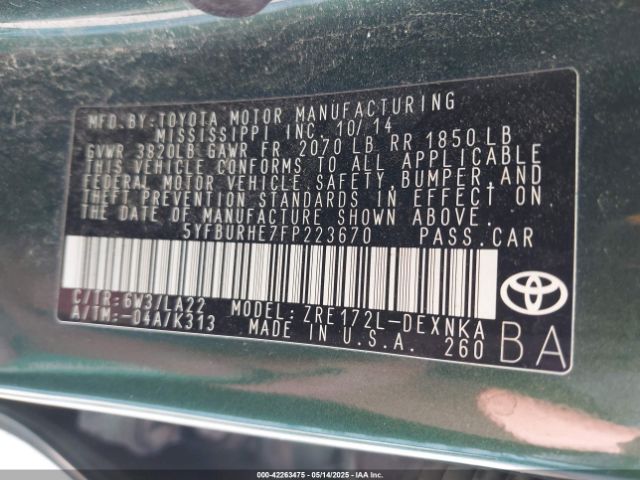 MFD. BY: TOYOTA MOTOR MANUFACTURING
MISSISSIPPI INC. 10/14
GVWR 3820LB GAWR FR 2070 LB RR 1850 LB
THIS VEHICLE CONFORMS TO ALL APPLICABLE
FEDERAL MOTOR VEHICLE SAFETY, BUMPER, AND
THEFT PREVENTION STANDARDS IN EFFECT ON
THE DATE OF MANUFACTURE SHOWN ABOVE.
5YFBURHE7FP223670 PASS. CAR
C/TR: 6W3/LA22 MODEL: ZRE172L-DEXNKA
A/TM: -04A/K313 MADE IN U.S.A. 260
BA
00-42263475 - 05/14/2025 - IAA Inc.